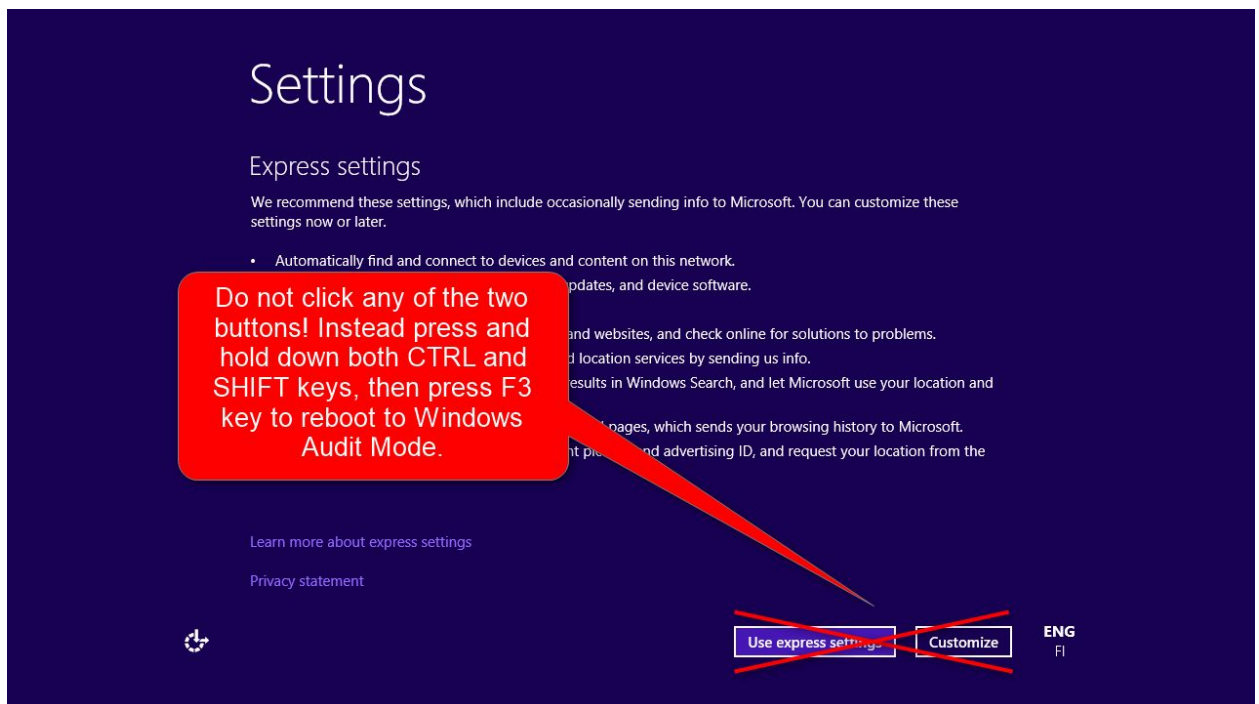 Settings
Express settings
We recommend these settings, which include occasionally sending info to Microsoft. You can customize these
settings now or later.
• Automatically find and connect to devices and content on this network.
pdates, and device software.
Do not click any of the two
buttons! Instead press and
hold down both CTRL and
SHIFT keys, then press F3
key to reboot to Windows
Audit Mode.
and websites, and check online for solutions to problems.
location services by sending us info.
esults in Windows Search, and let Microsoft use your location and
pages, which sends your browsing history to Microsoft.
and advertising ID, and request your location from the
Learn more about express settings
Privacy statement
Use express settings
Customize
ENG
FI